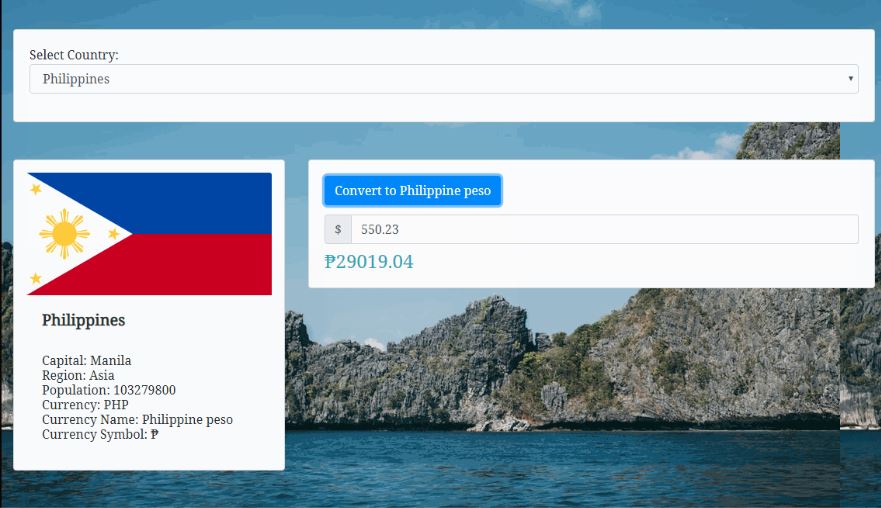 Select Country:
Philippines
Convert to Philippine peso
$ 550.23
₱29019.04
Philippines
Capital: Manila
Region: Asia
Population: 103279800
Currency: PHP
Currency Name: Philippine peso
Currency Symbol: ₱